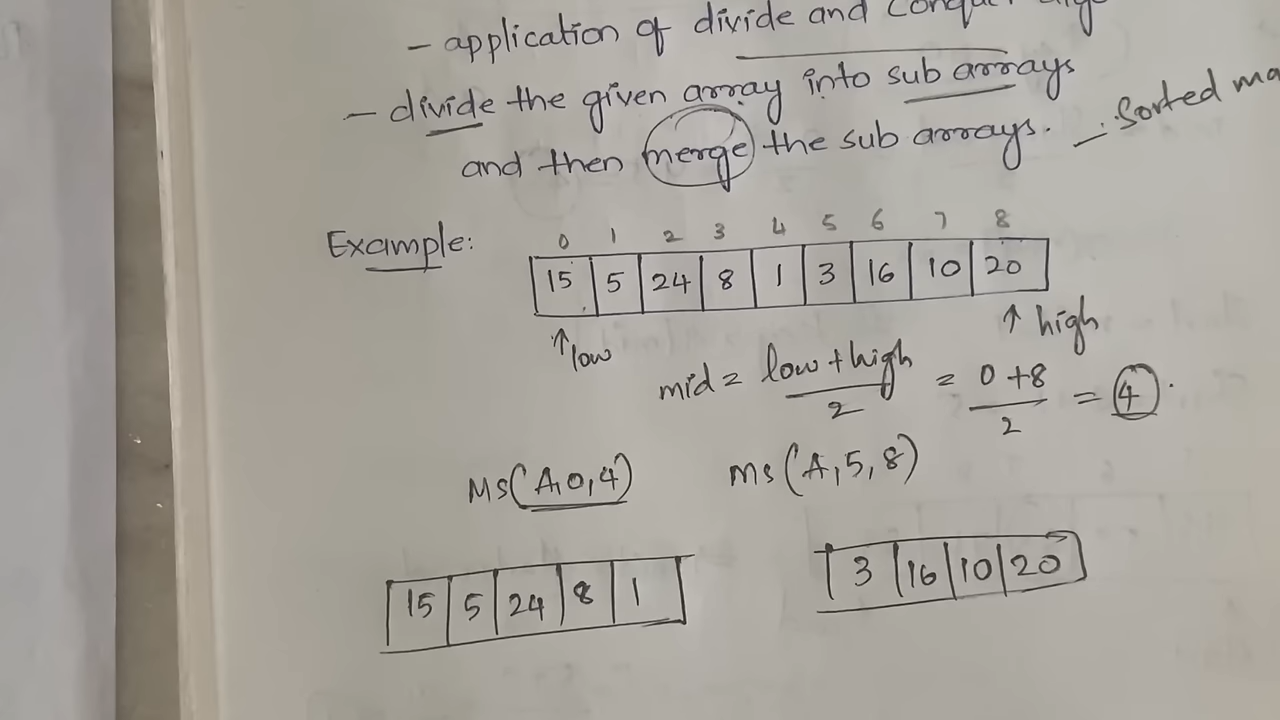 - application of divide and
- divide the given array into sub arrays
and then merge the sub arrays. - Sorted
Example:
0 1 2 3 4 5 6 7 8
15 5 24 8 1 3 16 10 20
↑ low ↑ high
mid = low + high / 2 = 0 + 8 / 2 = 4.
MS(A,0,4) MS(A,5,8)
15 5 24 8 1 3 16 10 20